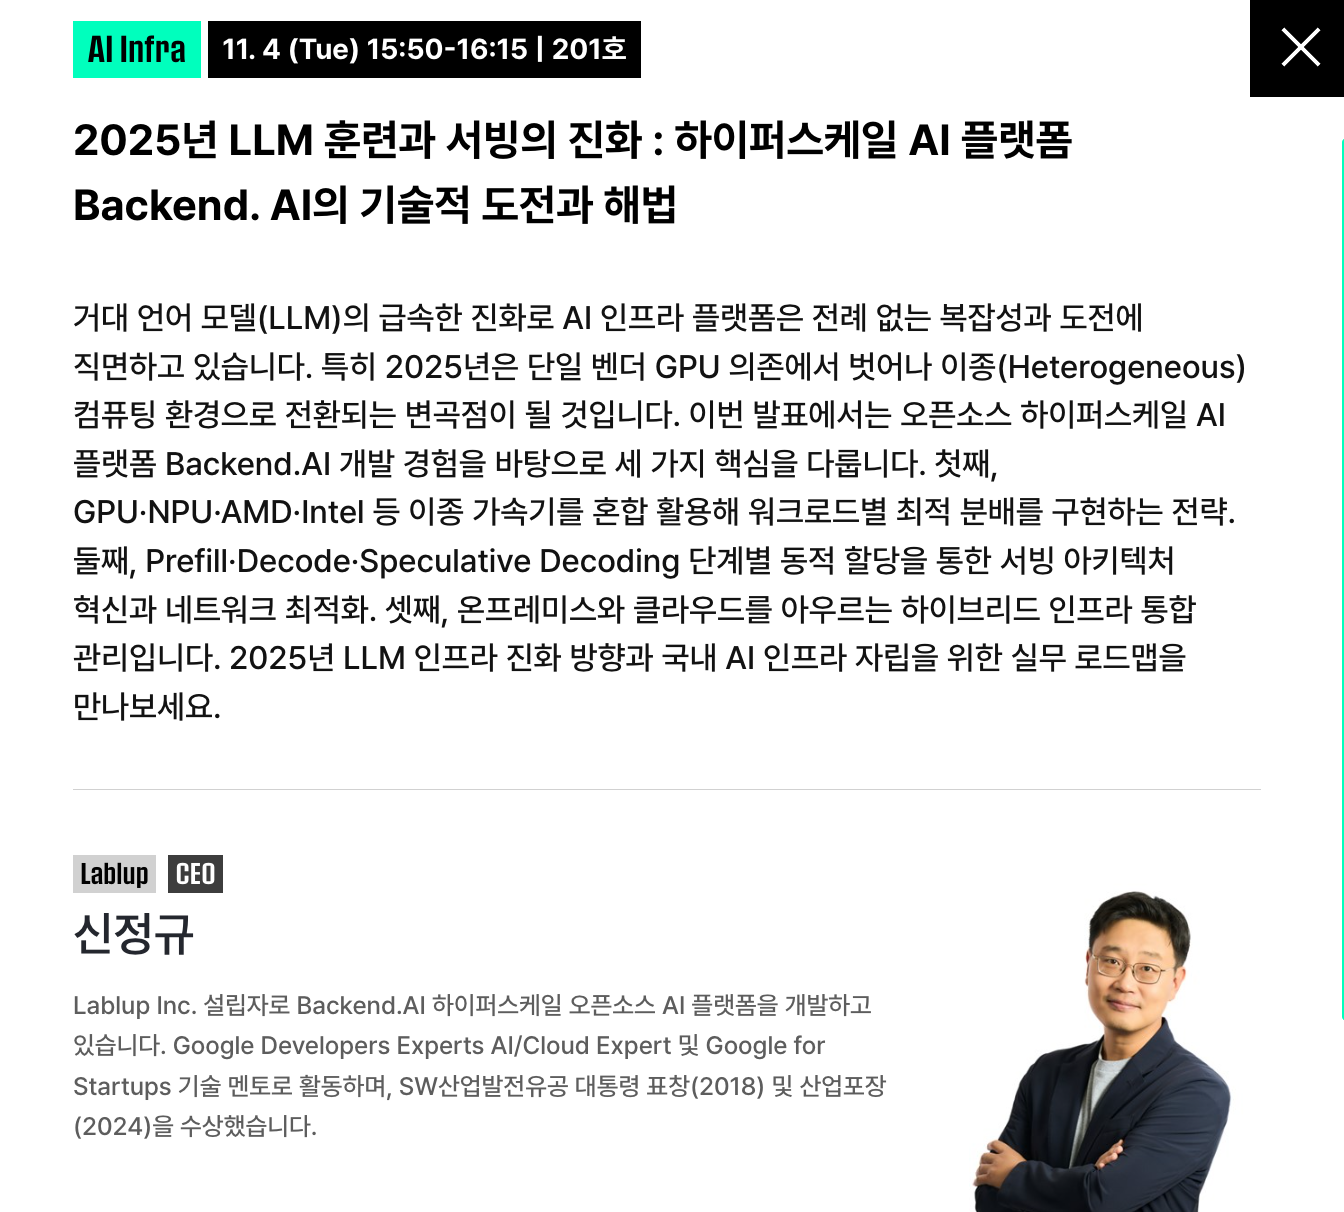 AI Infra
11. 4 (Tue) 15:50-16:15 | 201호
2025년 LLM 훈련과 서빙의 진화 : 하이퍼스케일 AI 플랫폼
Backend. AI의 기술적 도전과 해법
거대 언어 모델(LLM)의 급속한 진화로 AI 인프라 플랫폼은 전례 없는 복잡성과 도전에
직면하고 있습니다. 특히 2025년은 단일 벤더 GPU 의존에서 벗어나 이종(Heterogeneous)
컴퓨팅 환경으로 전환되는 변곡점이 될 것입니다. 이번 발표에서는 오픈소스 하이퍼스케일 AI
플랫폼 Backend.AI 개발 경험을 바탕으로 세 가지 핵심을 다룹니다. 첫째,
GPU·NPU·AMD·Intel 등 이종 가속기를 혼합 활용해 워크로드별 최적 분배를 구현하는 전략.
둘째, Prefill·Decode·Speculative Decoding 단계별 동적 할당을 통한 서빙 아키텍처
혁신과 네트워크 최적화. 셋째, 온프레미스와 클라우드를 아우르는 하이브리드 인프라 통합
관리입니다. 2025년 LLM 인프라 진화 방향과 국내 AI 인프라 자립을 위한 실무 로드맵을
만나보세요.
Lablup CEO
신정규
Lablup Inc. 설립자로 Backend.AI 하이퍼스케일 오픈소스 AI 플랫폼을 개발하고
있습니다. Google Developers Experts AI/Cloud Expert 및 Google for
Startups 기술 멘토로 활동하며, SW산업발전유공 대통령 표창(2018) 및 산업포장
(2024)을 수상했습니다.